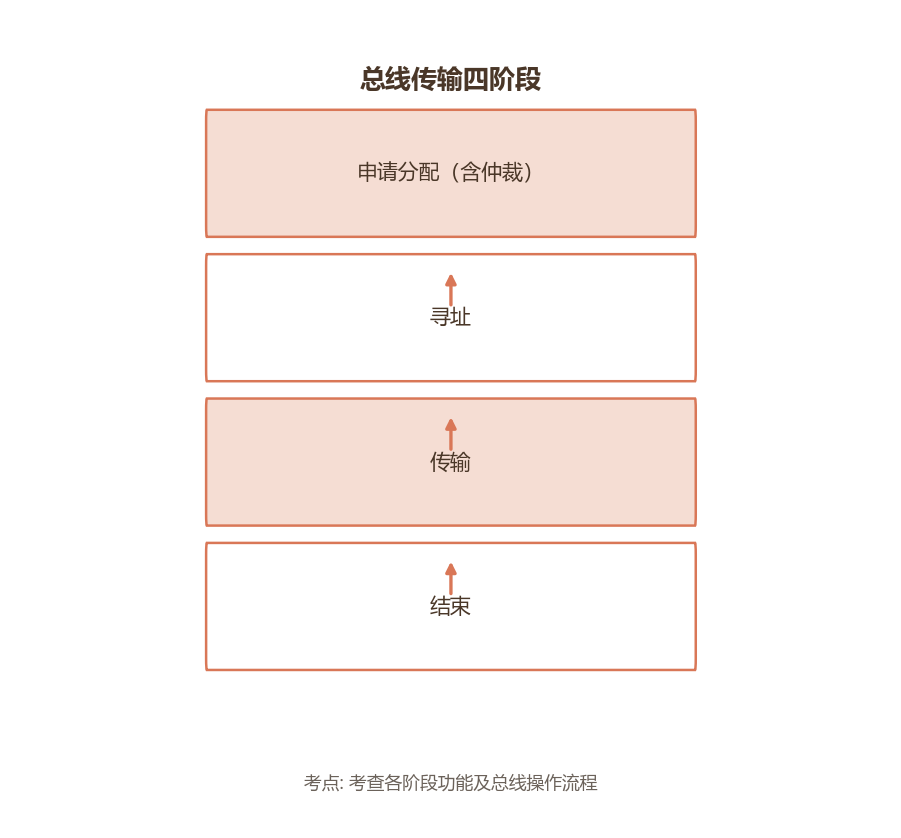 总线传输四阶段
申请分配（含仲裁）
寻址
传输
结束
考点: 考查各阶段功能及总线操作流程